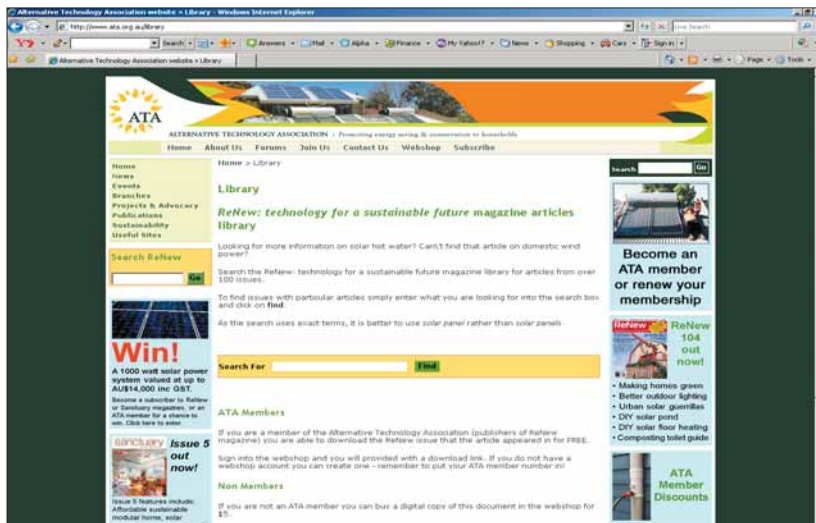 Alternative Technology Association website » Library - Windows Internet Explorer
http://www.ata.org.au/library
Live Search
Search
Answers
Mail
Alpha
Finance
My Yahoo!
News
Shopping
Cars
Sign in
Alternative Technology Association website » Library
Page
Tools
ATA
ALTERNATIVE TECHNOLOGY ASSOCIATION : Promoting energy saving & conservation to households
Home About Us Forums Join Us Contact Us Webshop Subscribe
Home
News
Events
Branches
Projects & Advocacy
Publications
Sustainability
Useful Sites
Search ReNew
Go
Win!
A 1000 watt solar power
system valued at up to
AU$14,000 inc GST.
Become a subscriber to ReNew
or Sanctuary magazines, or an
ATA member for a chance to
win. Click here to enter.
sanctuary
Issue 5
out
now!
Issue 5 features include:
Affordable sustainable
modular home, solar
Home > Library
Library
ReNew: technology for a sustainable future magazine articles
library
Looking for more information on solar hot water? Can\'t find that article on domestic wind
power?
Search the ReNew: technology for a sustainable future magazine library for articles from over
100 issues.
To find issues with particular articles simply enter what you are looking for into the search box
and click on find.
As the search uses exact terms, it is better to use solar panel rather than solar panels
Search For
Find
ATA Members
If you are a member of the Alternative Technology Association (publishers of ReNew
magazine) you are able to download the ReNew issue that the article appeared in for FREE.
Sign into the webshop and you will provided with a download link. If you do not have a
webshop account you can create one - remember to put your ATA member number in!
Non Members
If you are not an ATA member you can buy a digital copy of this document in the webshop for
$5.
Search
Go
Become an
ATA member
or renew your
membership
ReNew
ReNew
104
out
now!
• Making homes green
• Better outdoor lighting
• Urban solar guerrillas
• DIY solar pond
• DIY solar floor heating
• Composting toilet guide
ATA
Member
Discounts